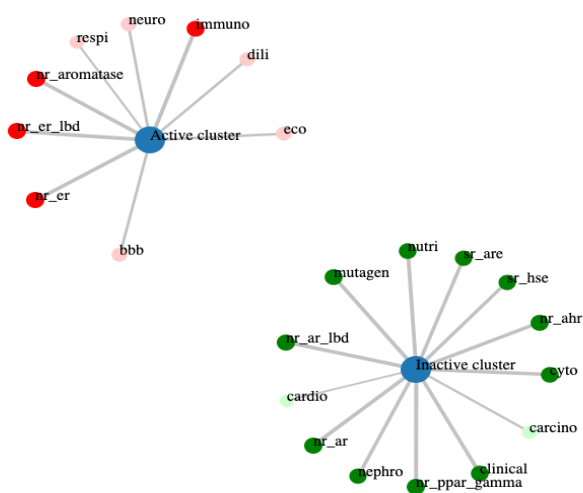 neuro
immuno
respi
dili
nr_aromatase
nr_er_lbd
Active cluster
eco
nr_er
bbb
nutri
sr_are
mutagen
sr_hse
nr_ahr
nr_ar_lbd
Inactive cluster
cyto
cardio
carcino
nr_ar
nephro
clinical
nr_ppar_gamma